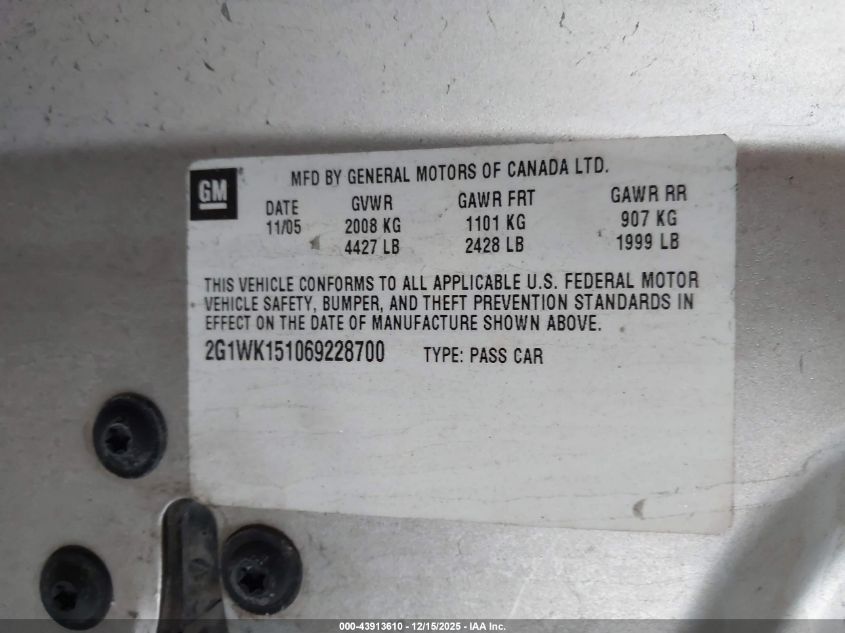 GM
MFD BY GENERAL MOTORS OF CANADA LTD.
DATE GVWR GAWR FRT GAWR RR
11/05 2008 KG 1101 KG 907 KG
4427 LB 2428 LB 1999 LB
THIS VEHICLE CONFORMS TO ALL APPLICABLE U.S. FEDERAL MOTOR
VEHICLE SAFETY, BUMPER, AND THEFT PREVENTION STANDARDS IN
EFFECT ON THE DATE OF MANUFACTURE SHOWN ABOVE.
2G1WK151069228700 TYPE: PASS CAR
000-43913610 - 12/15/2025 - IAA Inc.